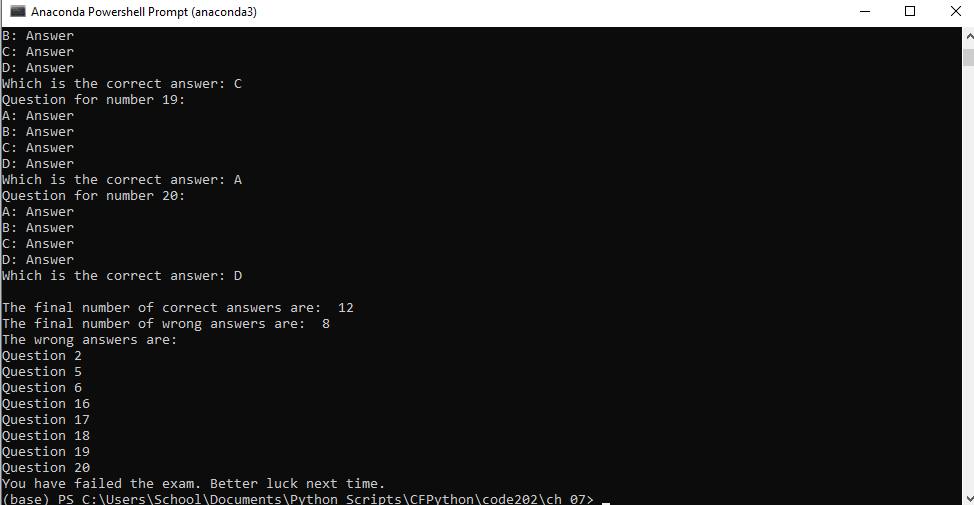 Anaconda Powershell Prompt (anaconda3)
B: Answer
C: Answer
D: Answer
Which is the correct answer: C
Question for number 19:
A: Answer
B: Answer
C: Answer
D: Answer
Which is the correct answer: A
Question for number 20:
A: Answer
B: Answer
C: Answer
D: Answer
Which is the correct answer: D
The final number of correct answers are:  12
The final number of wrong answers are:  8
The wrong answers are:
Question 2
Question 5
Question 6
Question 16
Question 17
Question 18
Question 19
Question 20
You have failed the exam. Better luck next time.
(base) PS C:\Users\School\Documents\Python Scripts\CFPython\code202\ch 07> _